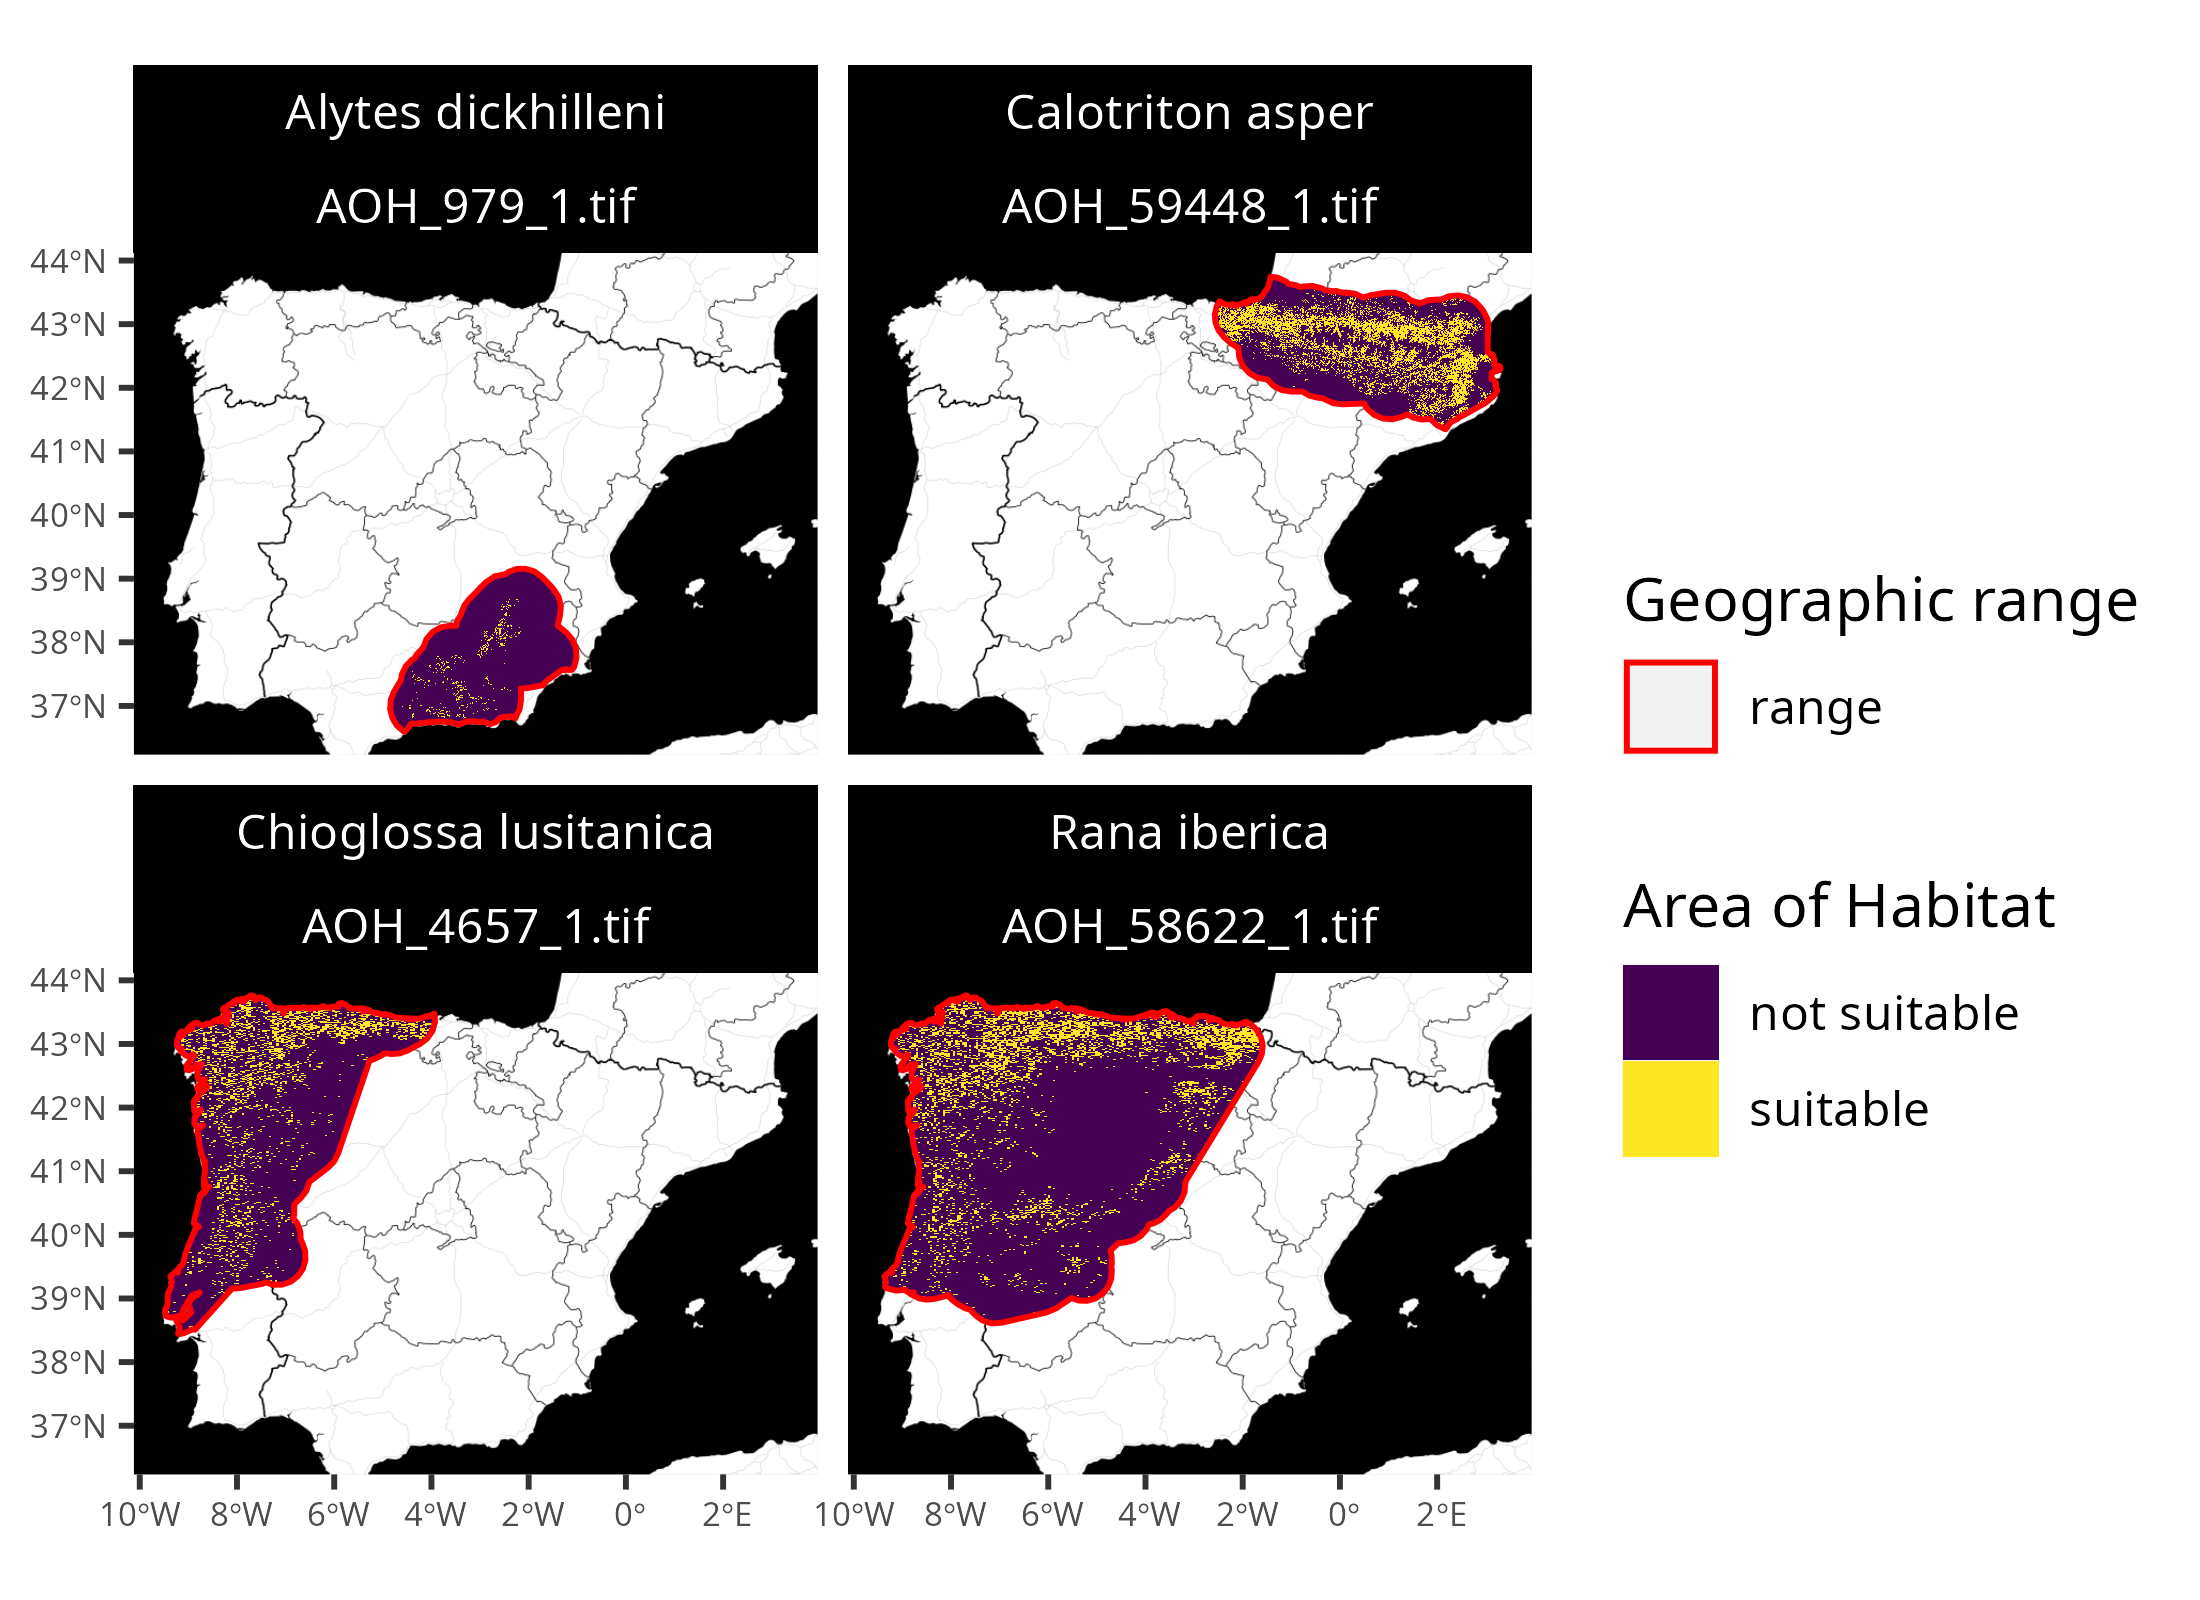 Alytes dickhilleni
AOH_979_1.tif
Calotriton asper
AOH_59448_1.tif
44°N
43°N
42°N
41°N
40°N
39°N
38°N
37°N
Chioglossa lusitanica
AOH_4657_1.tif
Rana iberica
AOH_58622_1.tif
44°N
43°N
42°N
41°N
40°N
39°N
38°N
37°N
10°W 8°W 6°W 4°W 2°W 0° 2°E
10°W 8°W 6°W 4°W 2°W 0° 2°E
Geographic range
range
Area of Habitat
not suitable
suitable